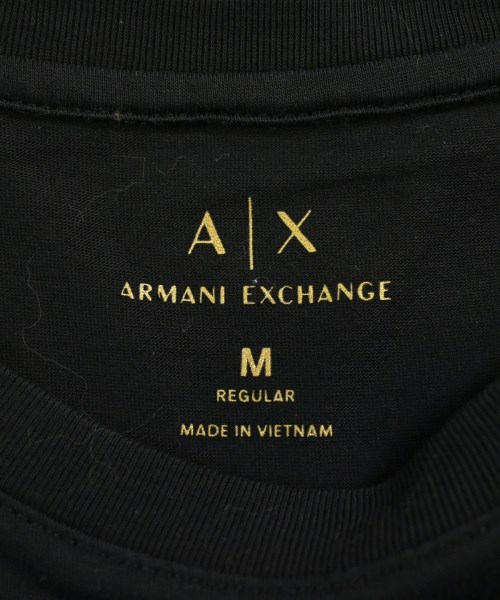 A|X
ARMANI EXCHANGE
M
REGULAR
MADE IN VIETNAM